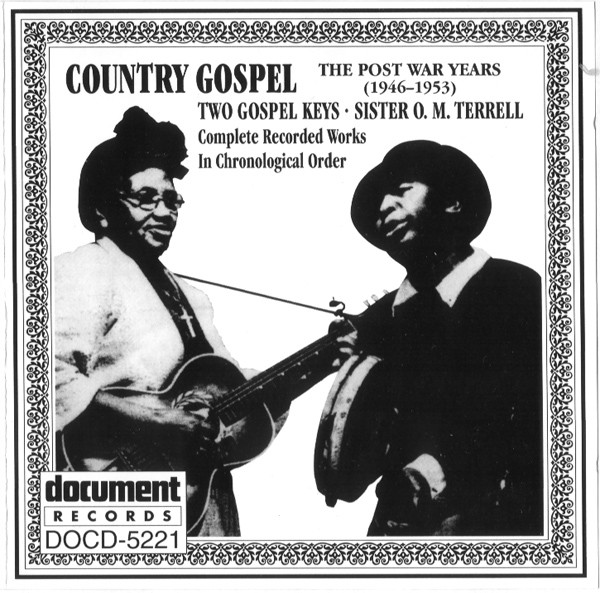 COUNTRY GOSPEL
THE POST WAR YEARS
(1946–1953)
TWO GOSPEL KEYS · SISTER O. M. TERRELL
Complete Recorded Works
In Chronological Order
document
RECORDS
DOCD-5221